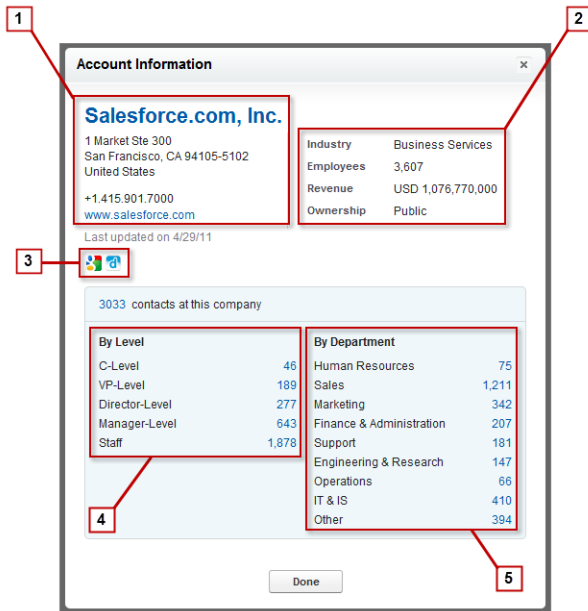 1
2
Account Information
×
Salesforce.com, Inc.
1 Market Ste 300
San Francisco, CA 94105-5102
United States
+1.415.901.7000
www.salesforce.com
Industry Business Services
Employees 3,607
Revenue USD 1,076,770,000
Ownership Public
Last updated on 4/29/11
3
3033 contacts at this company
By Level
C-Level 46
VP-Level 189
Director-Level 277
Manager-Level 643
Staff 1,878
4
By Department
Human Resources 75
Sales 1,211
Marketing 342
Finance & Administration 207
Support 181
Engineering & Research 147
Operations 66
IT & IS 410
Other 394
5
Done